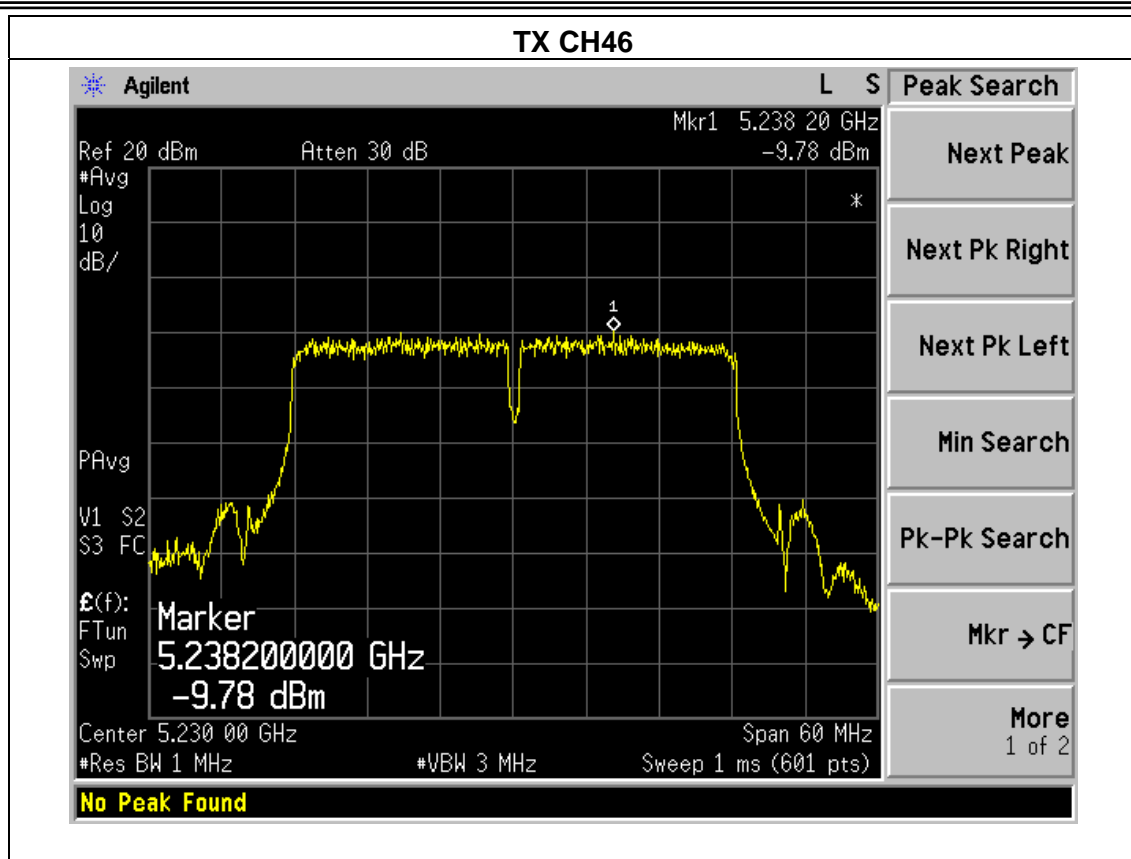 TX CH46
Agilent
L S
Peak Search
Mkr1 5.238 20 GHz
Ref 20 dBm Atten 30 dB -9.78 dBm
#Avg
Log
10
dB/
*
1
PAvg
V1 S2
S3 FC
£(f):
FTun
Swp
Marker
5.238200000 GHz
-9.78 dBm
Center 5.230 00 GHz Span 60 MHz
#Res BW 1 MHz #VBW 3 MHz Sweep 1 ms (601 pts)
No Peak Found
Next Peak
Next Pk Right
Next Pk Left
Min Search
Pk-Pk Search
Mkr → CF
More
1 of 2